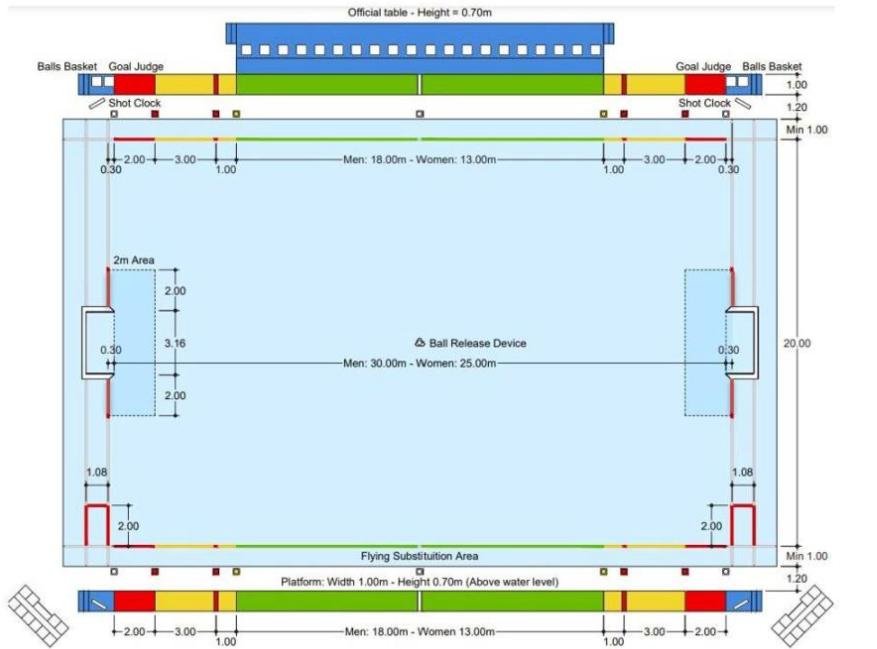 Official table - Height = 0.70m
Balls Basket Goal Judge
Goal Judge Balls Basket
1.00
Shot Clock
Shot Clock
1.20
Min 1.00
2.00 3.00 Men: 18.00m - Women: 13.00m 3.00 2.00
0.30 1.00 1.00 0.30
2m Area
2.00
3.16
Ball Release Device
20.00
0.30
0.30
Men: 30.00m - Women: 25.00m
2.00
1.08
1.08
2.00
2.00
Flying Substituition Area
Min 1.00
Platform: Width 1.00m - Height 0.70m (Above water level)
1.20
2.00 3.00 Men: 18.00m - Women 13.00m 3.00 2.00
1.00 1.00